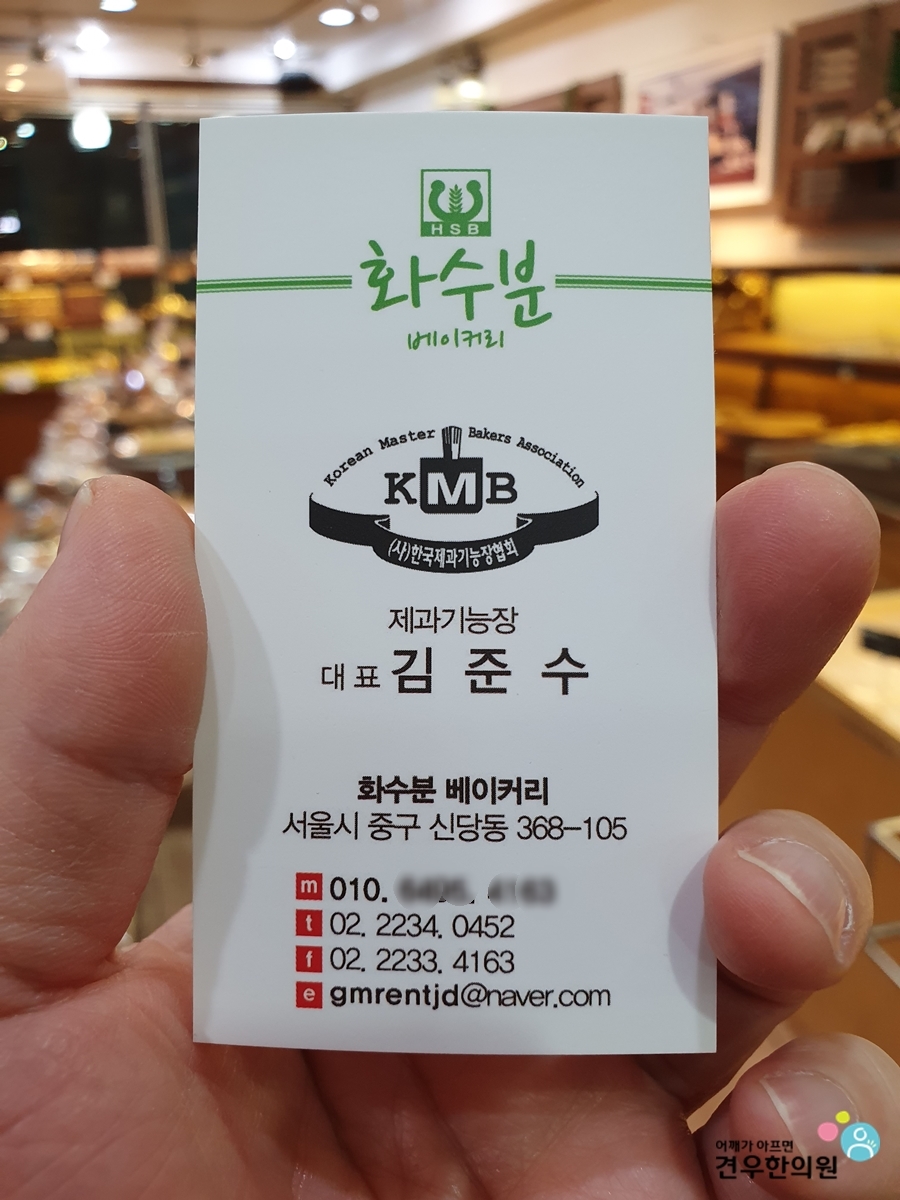 HSB
화수분
베이커리
Korean Master Bakers Association
KMB
(사)한국제과기능장협회
제과기능장
대표 김 준 수
화수분 베이커리
서울시 중구 신당동 368-105
m 010.
t 02. 2234. 0452
f 02. 2233. 4163
e gmrentjd@naver.com
어깨가 아프면
견우한의원